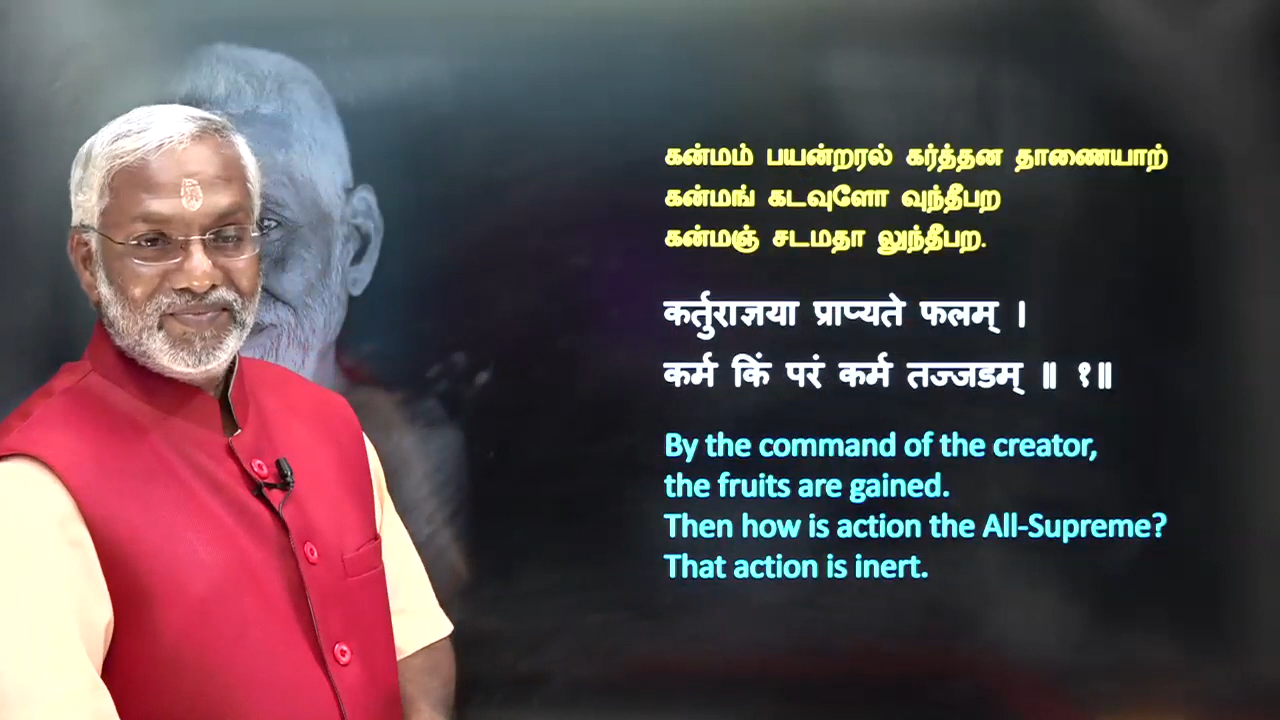 கன்மம் பயன்றரல் கர்த்தன தாணையாற்
கன்மங் கடவுளோ வுந்தீபற
கன்மஞ் சடமதா லுந்தீபற.
कर्तुराज्ञया प्राप्यते फलम् ।
कर्म किं परं कर्म तज्जडम् ॥ १॥
By the command of the creator,
the fruits are gained.
Then how is action the All-Supreme?
That action is inert.